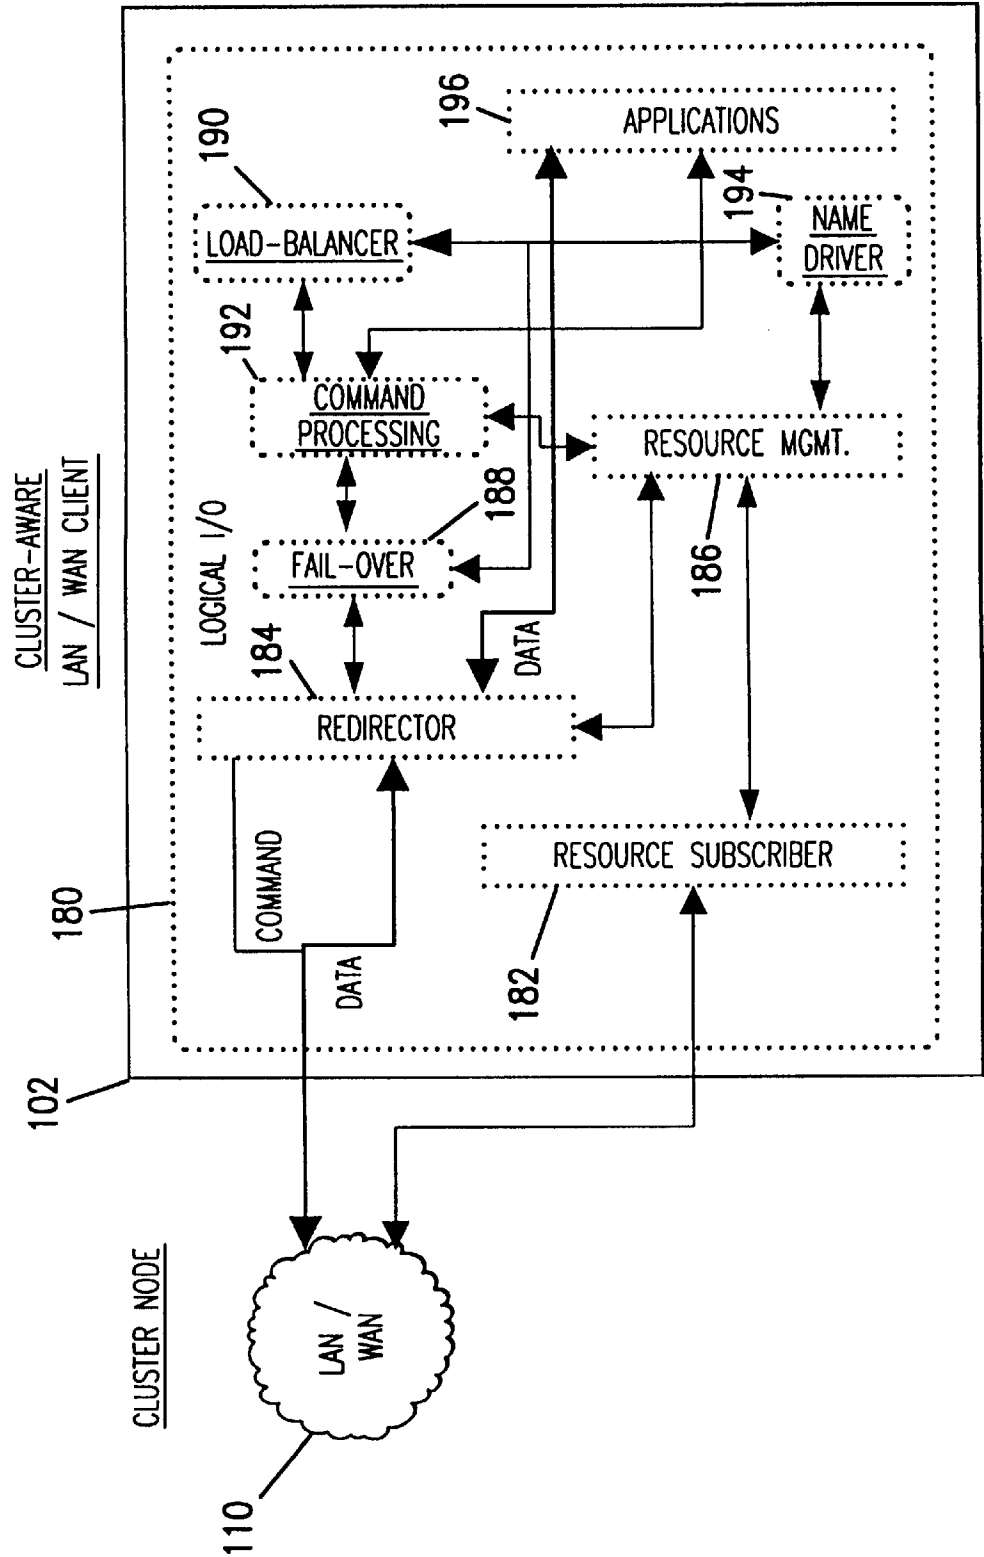 CLUSTER NODE
CLUSTER-AWARE
LAN / WAN CLIENT
110
LAN /
WAN
102
180
COMMAND
DATA
184
REDIRECTOR
LOGICAL I/O
FAIL-OVER
188
192
COMMAND
PROCESSING
190
LOAD-BALANCER
DATA
196
APPLICATIONS
182
RESOURCE SUBSCRIBER
186
RESOURCE MGMT.
194
NAME
DRIVER